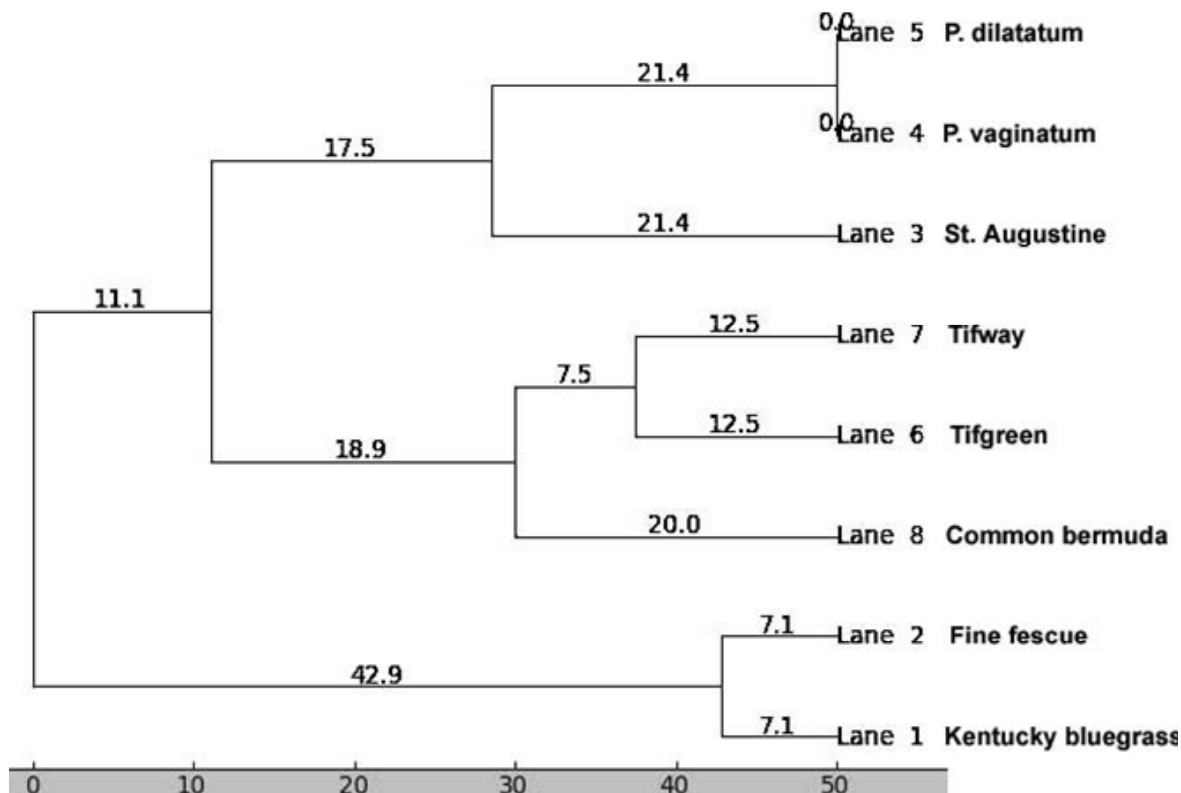 0.0
Lane 5 P. dilatatum
21.4
0.0
Lane 4 P. vaginatum
17.5
21.4
Lane 3 St. Augustine
11.1
12.5
Lane 7 Tifway
7.5
12.5
Lane 6 Tifgreen
18.9
20.0
Lane 8 Common bermuda
7.1
Lane 2 Fine fescue
42.9
7.1
Lane 1 Kentucky bluegrass
0 10 20 30 40 50